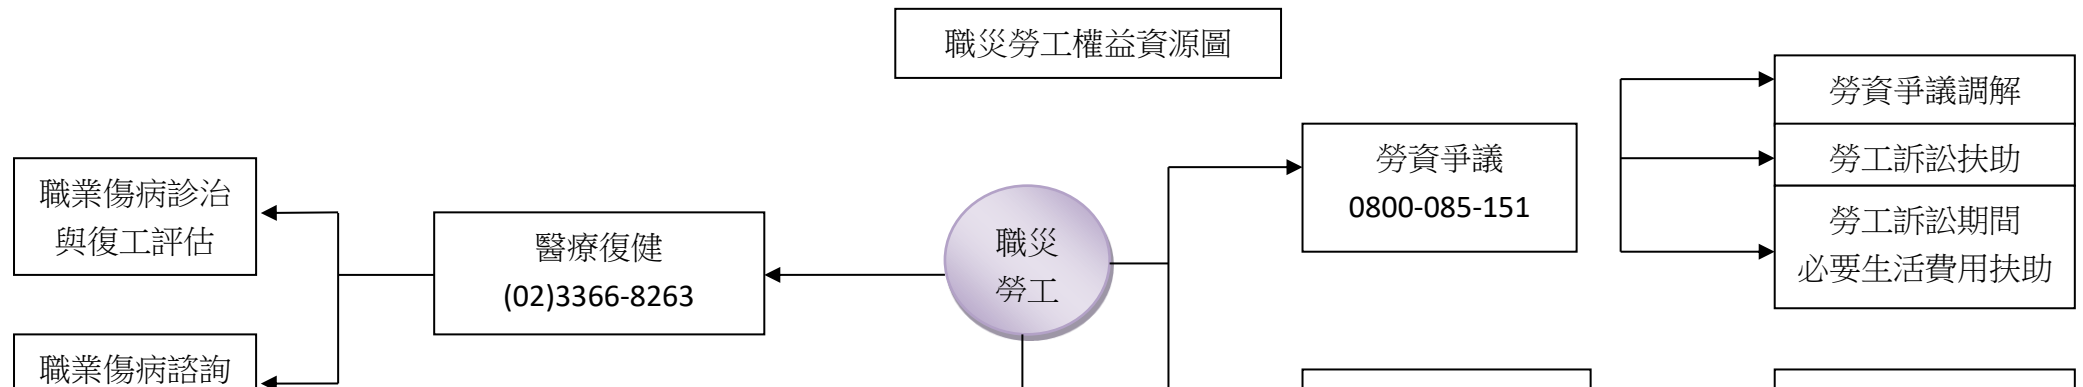 職災勞工權益資源圖
勞資爭議調解
勞資爭議
0800-085-151
勞工訴訟扶助
勞工訴訟期間
必要生活費用扶助
職業傷病診治
與復工評估
醫療復健
(02)3366-8263
職災
勞工
職業傷病諮詢